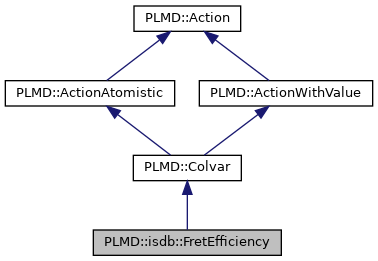 PLMD::Action
PLMD::ActionAtomistic
PLMD::ActionWithValue
PLMD::Colvar
PLMD::isdb::FretEfficiency